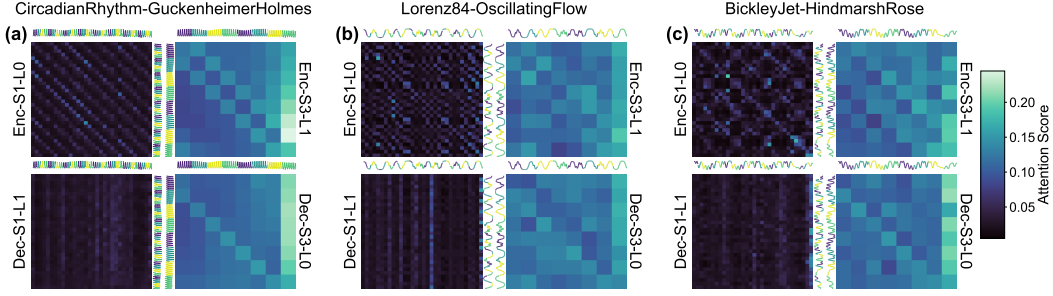 CircadianRhythm-GuckenheimerHolmes
Lorenz84-OscillatingFlow
BickleyJet-HindmarshRose
(a)
(b)
(c)
Enc-S1-L0
Enc-S3-L1
Enc-S1-L0
Enc-S3-L1
Enc-S1-L0
Enc-S3-L1
Dec-S1-L1
Dec-S3-L0
Dec-S1-L1
Dec-S3-L0
Dec-S1-L1
Dec-S3-L0
0.20
0.15
0.10
0.05
Attention Score